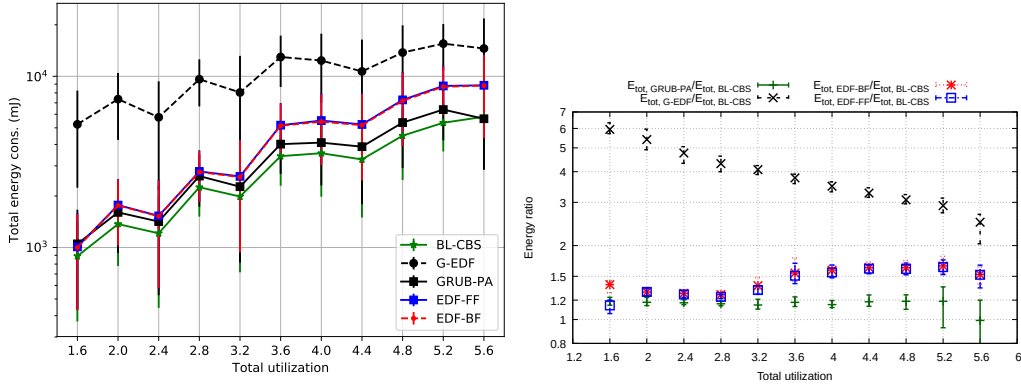 Total energy cons. (mJ)
10^4
10^3
1.6 2.0 2.4 2.8 3.2 3.6 4.0 4.4 4.8 5.2 5.6
Total utilization
BL-CBS
G-EDF
GRUB-PA
EDF-FF
EDF-BF
E_tot, GRUB-PA/E_tot, BL-CBS
E_tot, G-EDF/E_tot, BL-CBS
E_tot, EDF-BF/E_tot, BL-CBS
E_tot, EDF-FF/E_tot, BL-CBS
Energy ratio
7
6
5
4
3
2
1.5
1.2
1
0.8
1.2 1.6 2 2.4 2.8 3.2 3.6 4 4.4 4.8 5.2 5.6 6
Total utilization